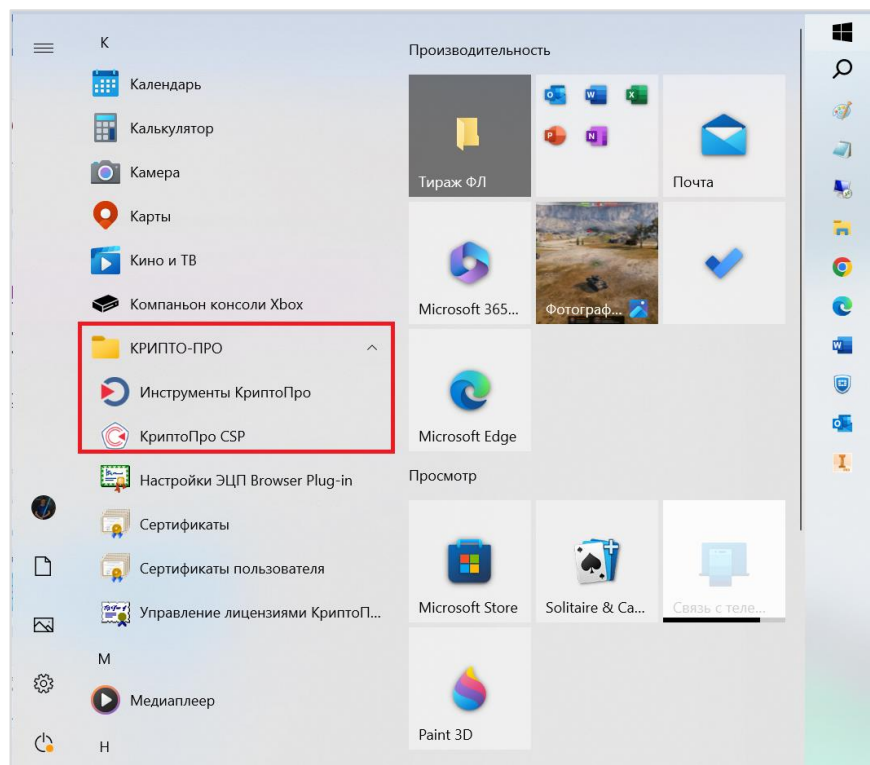 К
Календарь
Калькулятор
Камера
Карты
Кино и ТВ
Компаньон консоли Xbox
КРИПТО-ПРО
Инструменты КриптоПро
КриптоПро CSP
Настройки ЭЦП Browser Plug-in
Сертификаты
Сертификаты пользователя
Управление лицензиями КриптоП...
М
Медиаплеер
Н
Производительность
Тираж ФЛ
Почта
Microsoft 365...
Фотограф...
Microsoft Edge
Просмотр
Microsoft Store
Solitaire & Ca...
Связь с теле...
Paint 3D